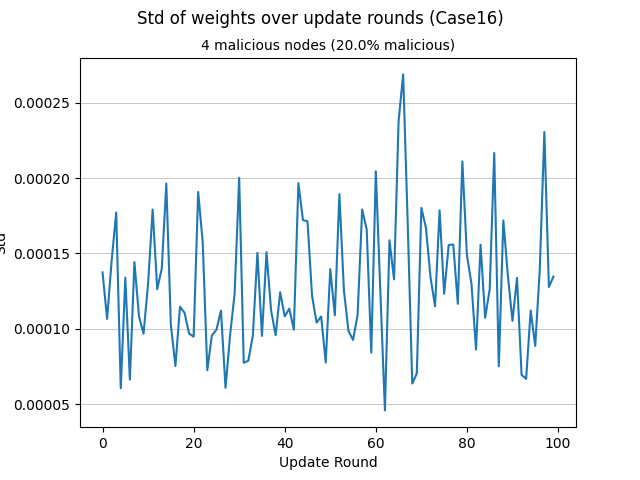 Std of weights over update rounds (Case16)
4 malicious nodes (20.0% malicious)
0.00025
0.00020
0.00015
0.00010
0.00005
Std
0
20
40
60
80
100
Update Round